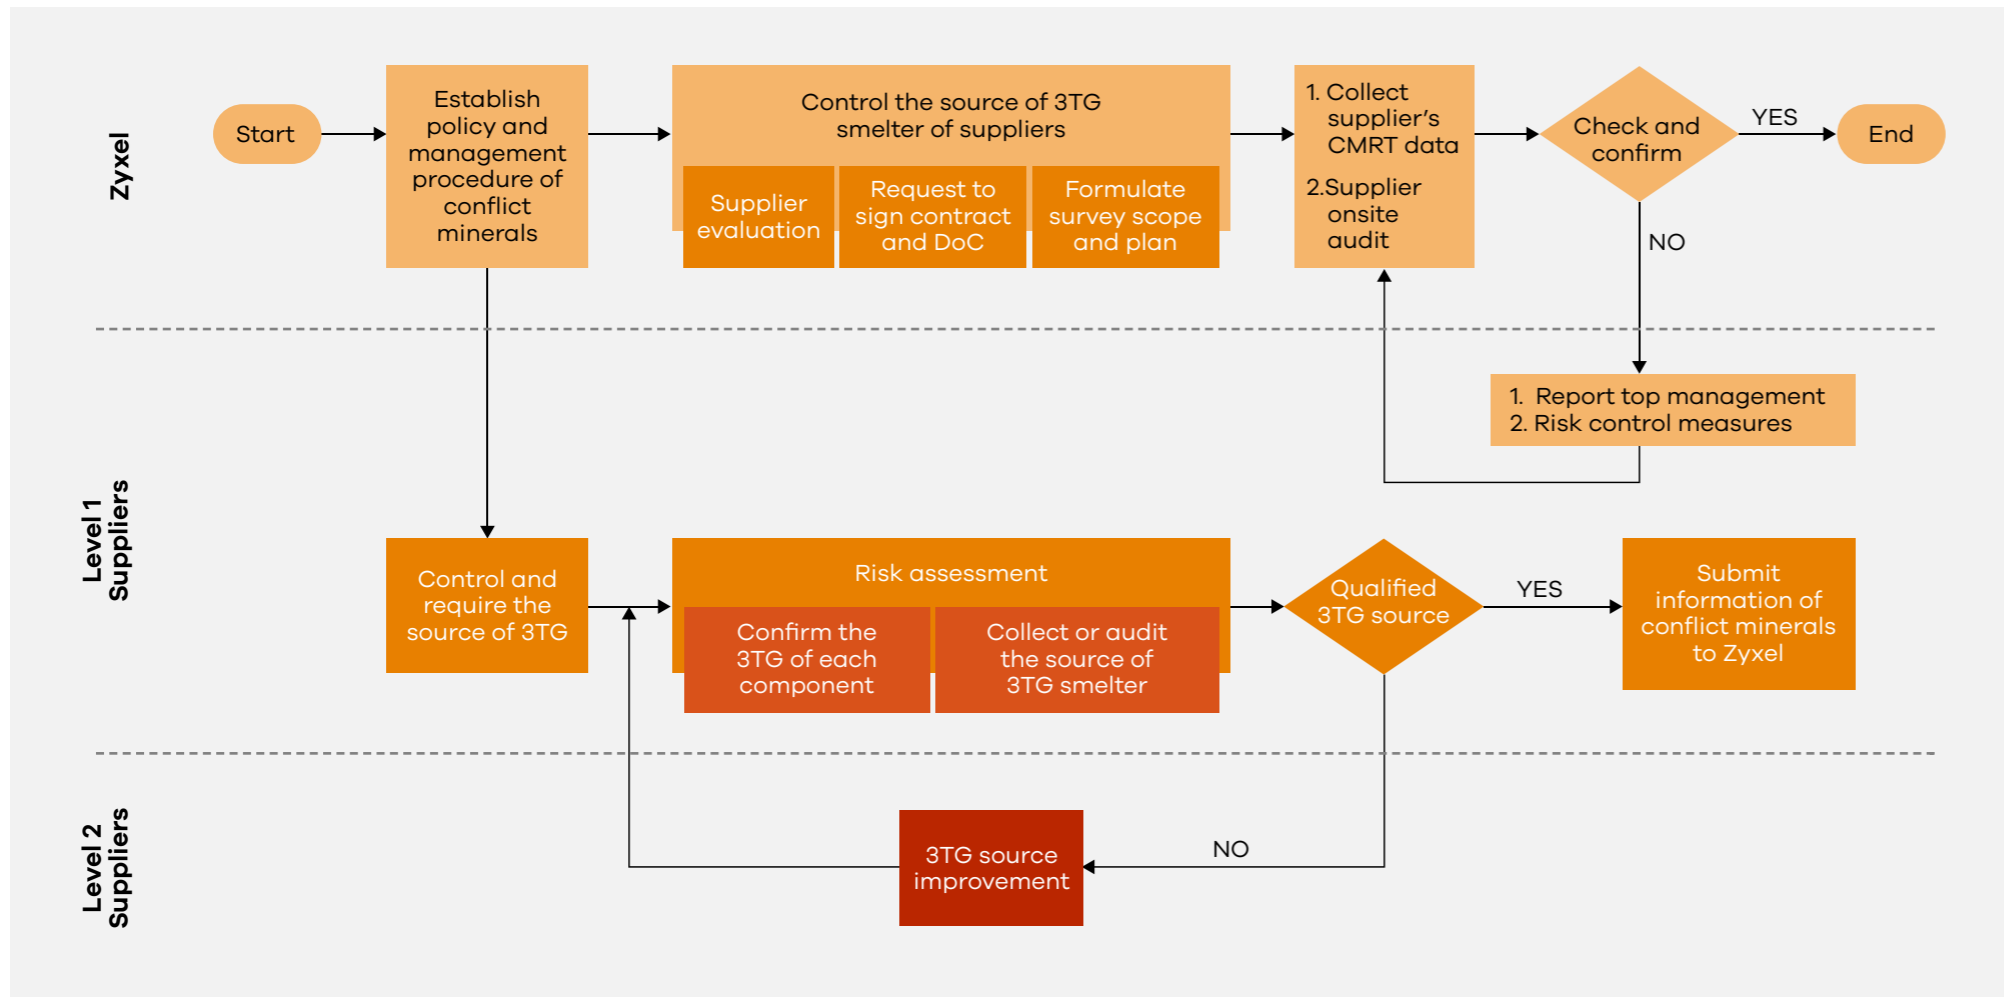 Zyxel
Start
Establish
policy and
management
procedure of
conflict
minerals
Control the source of 3TG
smelter of suppliers
Supplier
evaluation
Request to
sign contract
and DoC
Formulate
survey scope
and plan
1. Collect
supplier's
CMRT data
2.Supplier
onsite
audit
Check and
confirm
YES
End
NO
1. Report top management
2. Risk control measures
Level 1
Suppliers
Control and
require the
source of 3TG
Risk assessment
Confirm the
3TG of each
component
Collect or audit
the source of
3TG smelter
Qualified
3TG source
YES
Submit
information of
conflict minerals
to Zyxel
Level 2
Suppliers
3TG source
improvement
NO